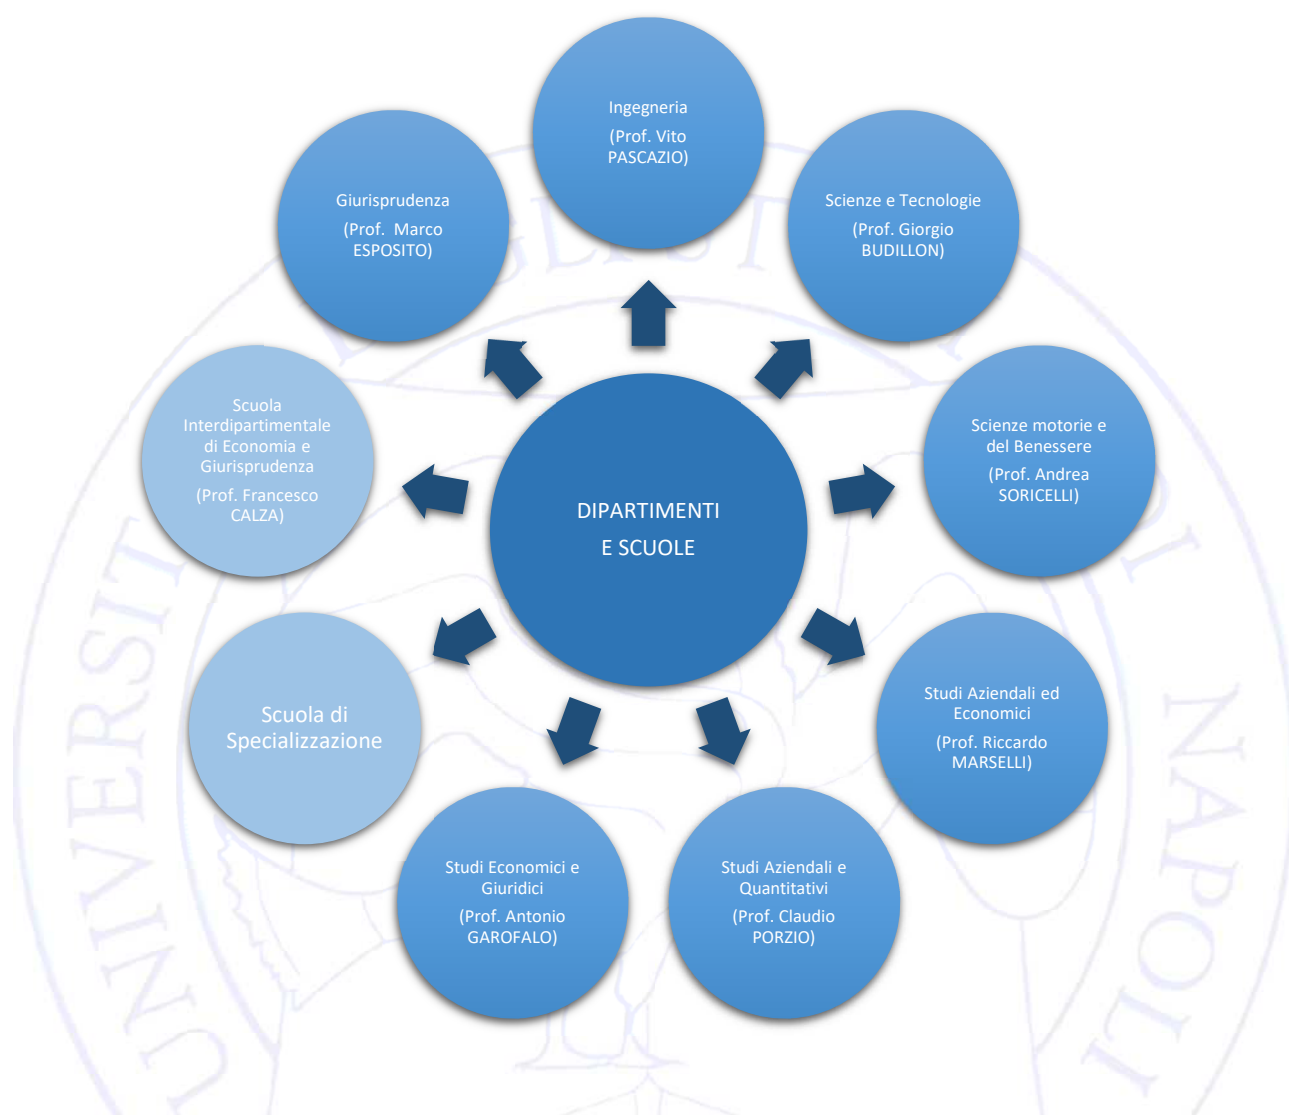 Ingegneria
(Prof. Vito
PASCAZIO)
Scienze e Tecnologie
(Prof. Giorgio
BUDILLON)
Scienze motorie e
del Benessere
(Prof. Andrea
SORICELLI)
Studi Aziendali ed
Economici
(Prof. Riccardo
MARSELLI)
Studi Aziendali e
Quantitativi
(Prof. Claudio
PORZIO)
Studi Economici e
Giuridici
(Prof. Antonio
GAROFALO)
Scuola di
Specializzazione
Scuola
Interdipartimentale
di Economia e
Giurisprudenza
(Prof. Francesco
CALZA)
Giurisprudenza
(Prof.  Marco
ESPOSITO)
DIPARTIMENTI
E SCUOLE
DI
NAPOLI